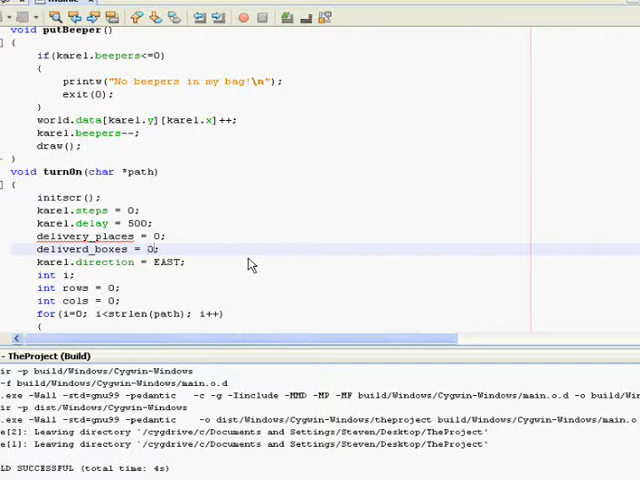 void putBeeper()
{
if(karel.beepers<=0)
{
printw("No beepers in my bag!\n");
exit(0);
}
world.data[karel.y][karel.x]++;
karel.beepers--;
draw();
}
void turnOn(char *path)
{
initscr();
karel.steps = 0;
karel.delay = 500;
delivery_places = 0;
deliverd_boxes = 0;
karel.direction = EAST;
int i;
int rows = 0;
int cols = 0;
for(i=0; i<strlen(path); i++)
{
- TheProject (Build)
ir -p build/Windows/Cygwin-Windows
-f build/Windows/Cygwin-Windows/main.o.d
.exe -Wall -std=gnu99 -pedantic -c -g -Iinclude -MMD -MP -MF build/Windows/Cygwin-Windows/main.o.d -o build
ir -p dist/Windows/Cygwin-Windows
.exe -Wall -std=gnu99 -pedantic -o dist/Windows/Cygwin-Windows/theproject build/Windows/Cygwin-Windows/main.o
e[2]: Leaving directory `/cygdrive/c/Documents and Settings/Steven/Desktop/TheProject'
e[1]: Leaving directory `/cygdrive/c/Documents and Settings/Steven/Desktop/TheProject'
LD SUCCESSFUL (total time: 4s)